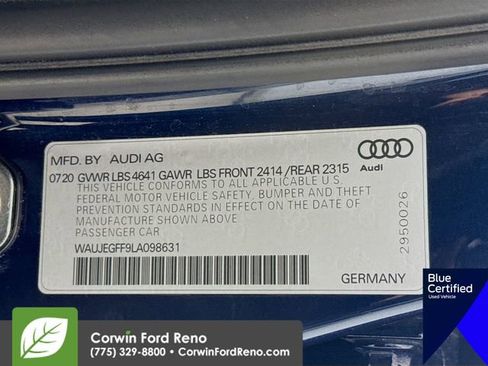 MFD. BY AUDI AG
07 20 GVWR LBS 4641 GAWR LBS FRONT 2414 / REAR 2315
Audi
THIS VEHICLE CONFORMS TO ALL APPLICABLE U S
FEDERAL MOTOR VEHICLE SAFETY, BUMPER AND THEFT
PREVENTION STANDARDS IN EFFECT ON THE DATE OF
MANUFACTURE SHOWN ABOVE.
PASSENGER CAR
WAUJEGFF9LA098631
2950026
GERMANY
Blue
Certified
Used Vehicle
Corwin Ford Reno
(775) 329-8800 • CorwinFordReno.com